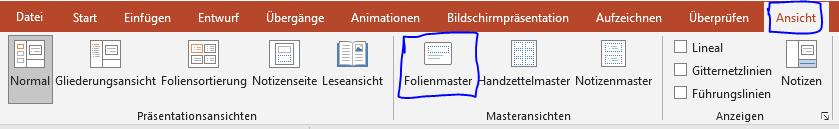 Datei Start Einfügen Entwurf Übergänge Animationen Bildschirmpräsentation Aufzeichnen Überprüfen Ansicht
Normal Gliederungsansicht Foliensortierung Notizenseite Leseansicht
Präsentationsansichten
Folienmaster Handzettelmaster Notizenmaster
Masteransichten
Lineal
Gitternetzlinien
Führungslinien
Notizen
Anzeigen